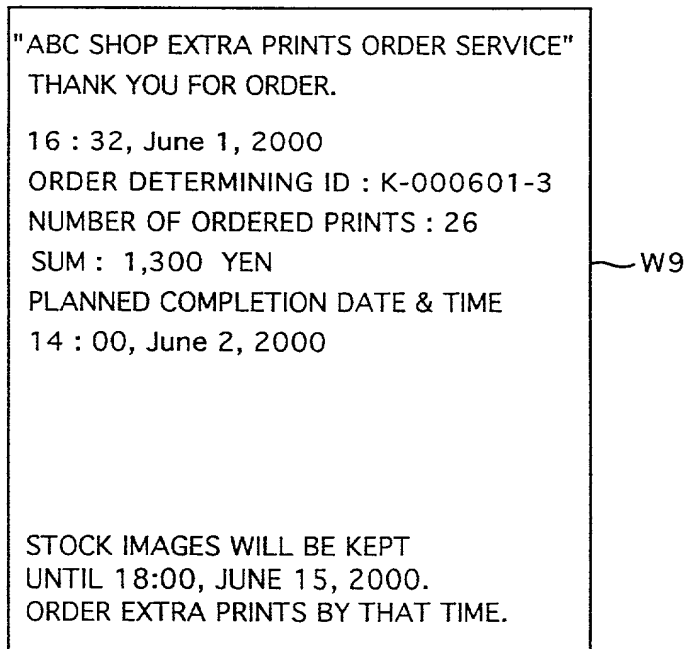 "ABC SHOP EXTRA PRINTS ORDER SERVICE"
THANK YOU FOR ORDER.
16 : 32, June 1, 2000
ORDER DETERMINING ID : K-000601-3
NUMBER OF ORDERED PRINTS : 26
SUM : 1,300 YEN
W9
PLANNED COMPLETION DATE & TIME
14 : 00, June 2, 2000
STOCK IMAGES WILL BE KEPT
UNTIL 18:00, JUNE 15, 2000.
ORDER EXTRA PRINTS BY THAT TIME.